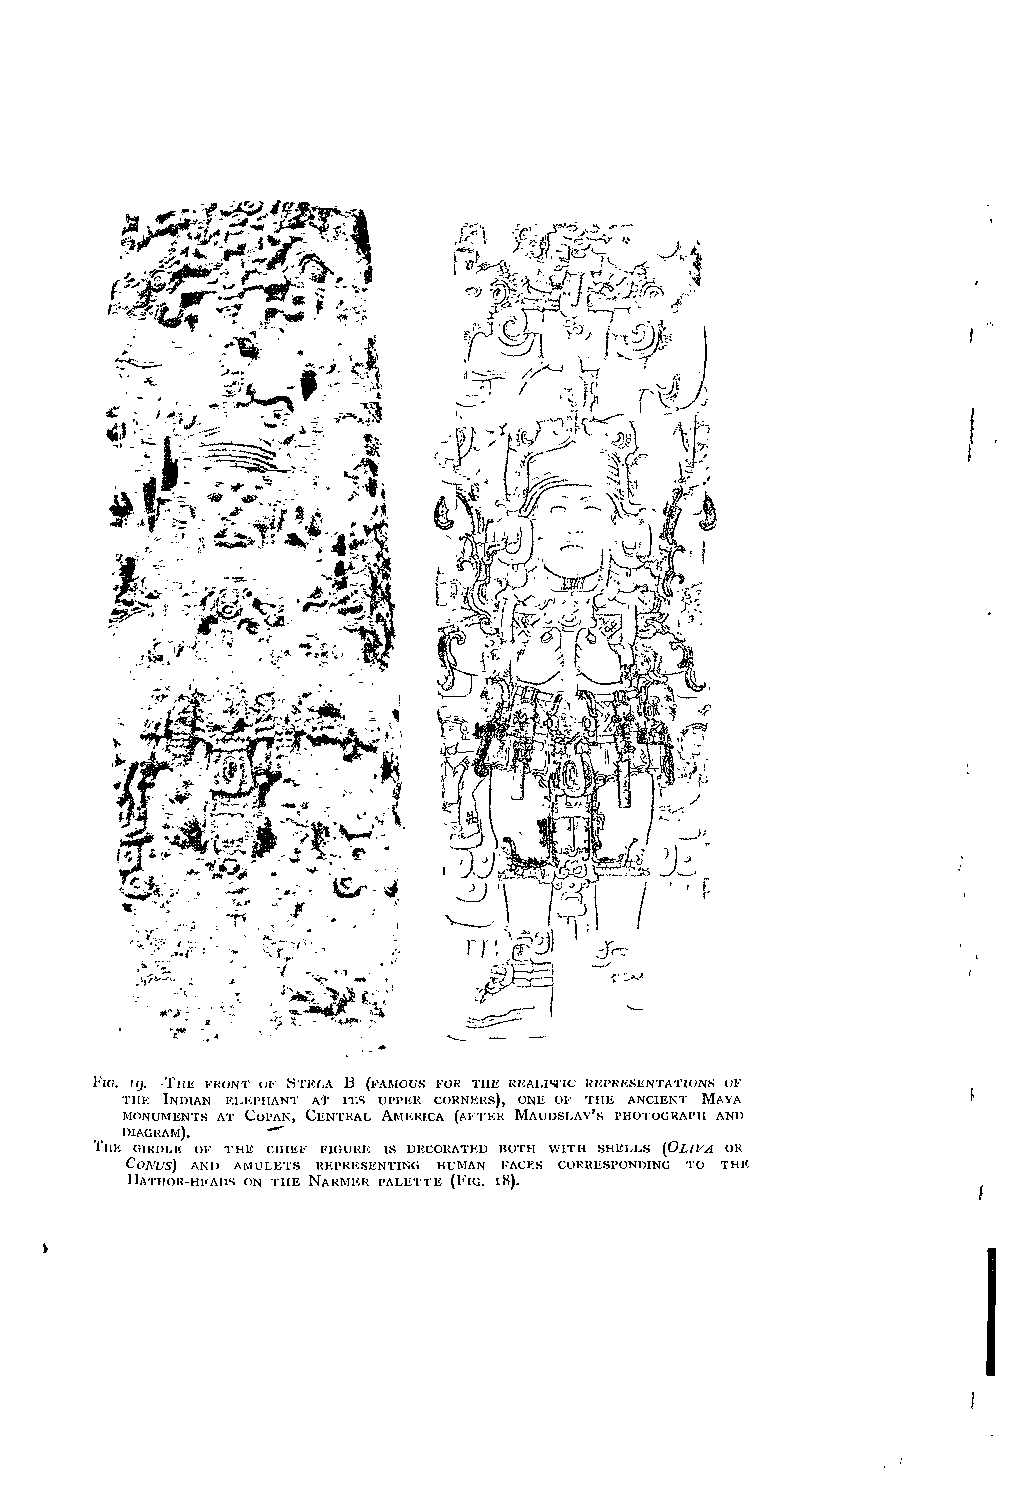 Fig. 19. -The front of Stela B (famous for the realistic representations of
the Indian elephant at its upper corners), one of the ancient Maya
monuments at Copan, Central America (after Maudslay's photograph and
diagram).
The girdle of the chief figure is decorated both with shells (Oliva or
Conus) and amulets representing human faces corresponding to the
Hathor-heads on the Narmer palette (Fig. 18).